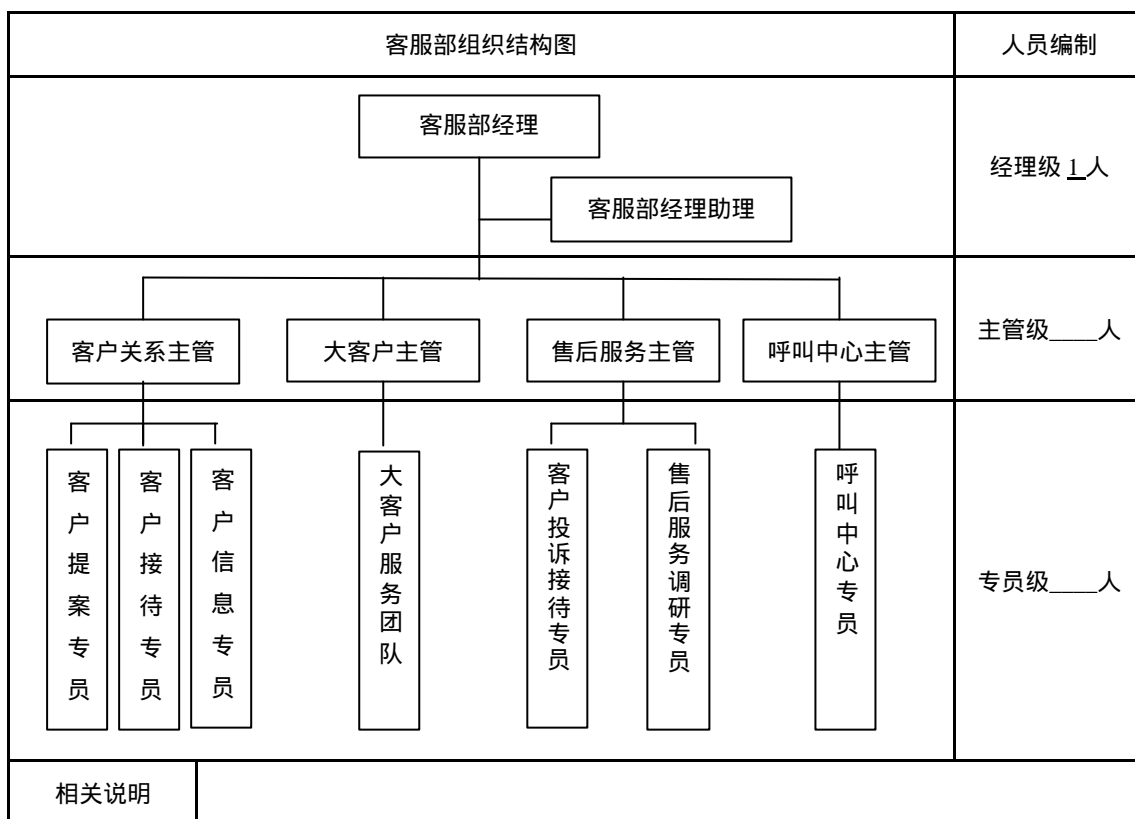 客服部组织结构图
人员编制
客服部经理
经理级 1 人
客服部经理助理
客户关系主管
大客户主管
售后服务主管
呼叫中心主管
主管级____人
客户提案专员
客户接待专员
客户信息专员
大客户服务团队
客户投诉接待专员
售后服务调研专员
呼叫中心专员
专员级____人
相关说明